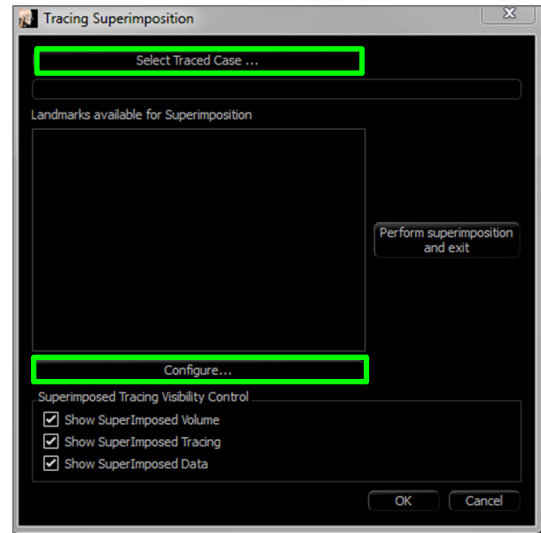 Tracing Superimposition
Select Traced Case ...
Landmarks available for Superimposition
Perform superimposition
and exit
Configure...
Superimposed Tracing Visibility Control
Show SuperImposed Volume
Show SuperImposed Tracing
Show SuperImposed Data
OK
Cancel